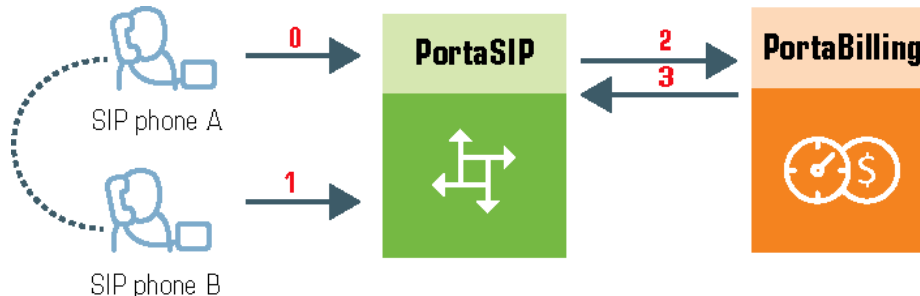 0
PortaSIP
2
PortaBilling
3
SIP phone A
$
1
SIP phone B